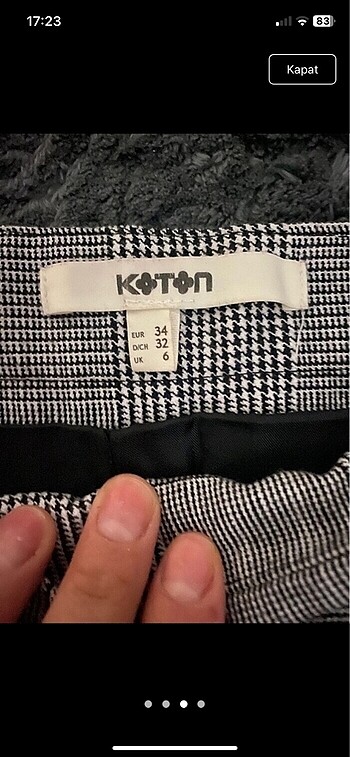 17:23
83
Kapat
KOTON
EUR 34
D/CH 32
UK 6